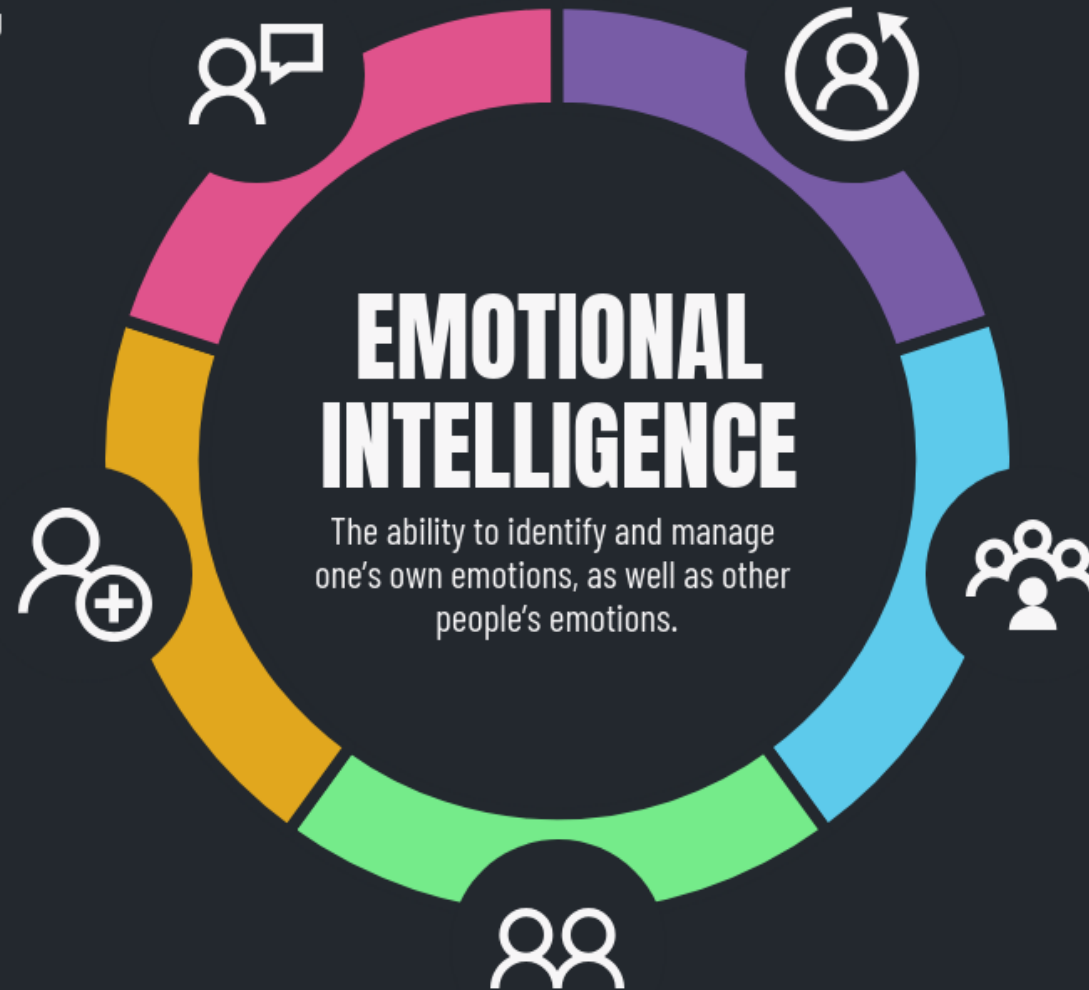 EMOTIONAL
INTELLIGENCE
The ability to identify and manage
one’s own emotions, as well as other
people’s emotions.